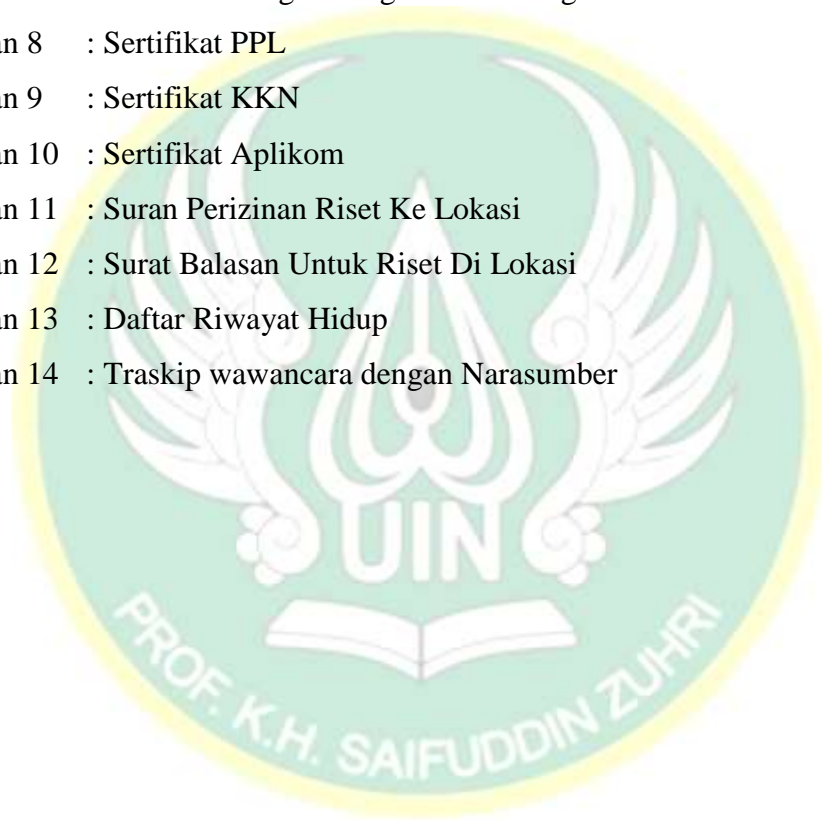 an 8 : Sertifikat PPL
an 9 : Sertifikat KKN
an 10 : Sertifikat Aplikom
an 11 : Suran Perizinan Riset Ke Lokasi
an 12 : Surat Balasan Untuk Riset Di Lokasi
an 13 : Daftar Riwayat Hidup
an 14 : Traskip wawancara dengan Narasumber
UIN
PROF. K.H. SAIFUDDIN ZUHRI